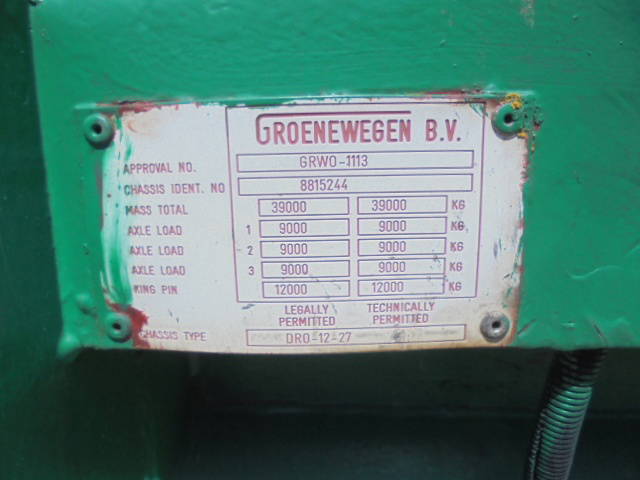 GROENEWEGEN B.V.
APPROVAL NO. GRWO-1113
CHASSIS IDENT. NO 8815244
MASS TOTAL 39000 39000 KG
AXLE LOAD 1 9000 9000 KG
AXLE LOAD 2 9000 9000 KG
AXLE LOAD 3 9000 9000 KG
KING PIN 12000 12000 KG
LEGALLY TECHNICALLY
PERMITTED PERMITTED
CHASSIS TYPE DRO-12-27